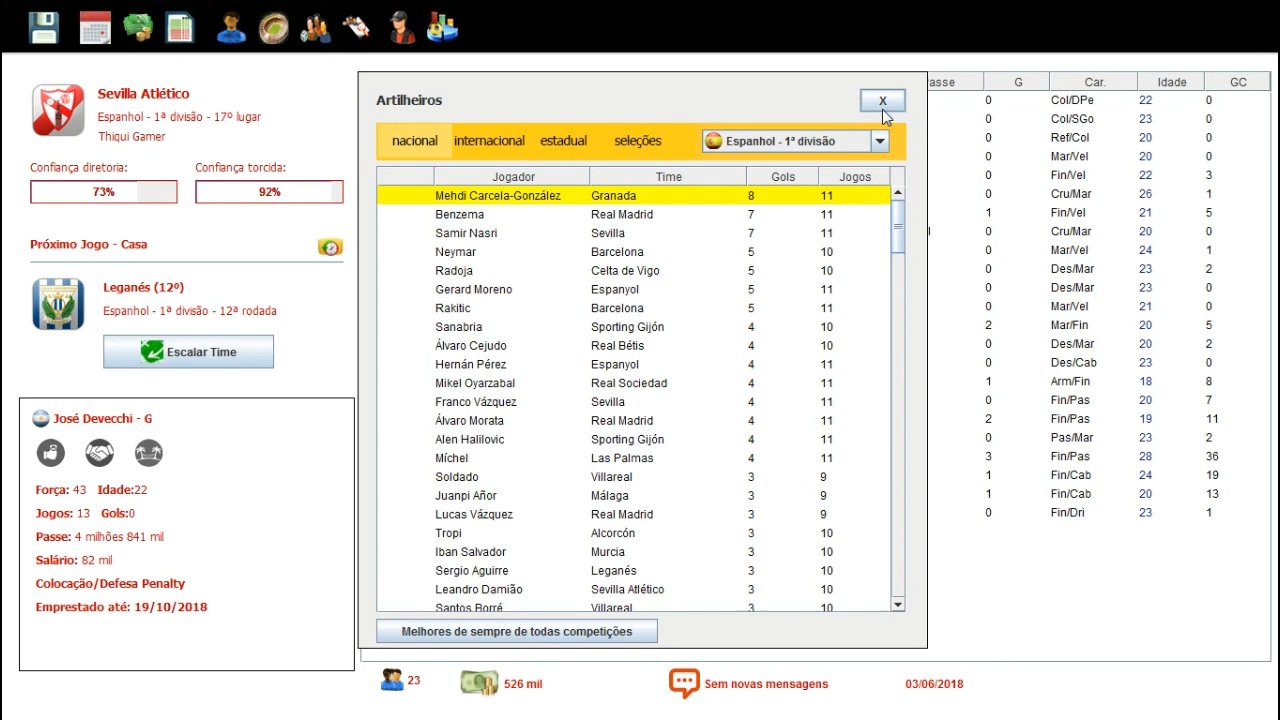 Sevilla Atlético
Espanhol - 1ª divisão - 17º lugar
Thiqui Gamer
Confiança diretoria: Confiança torcida:
73% 92%
Próximo Jogo - Casa
Leganés (12º)
Espanhol - 1ª divisão - 12ª rodada
Escalar Time
José Devecchi - G
Força: 43 Idade:22
Jogos: 13 Gols:0
Passe: 4 milhões 841 mil
Salário: 82 mil
Colocação/Defesa Penalty
Emprestado até: 19/10/2018
Artilheiros X
nacional internacional estadual seleções Espanhol - 1ª divisão
Jogador Time Gols Jogos
Mehdi Carcela-González Granada 8 11
Benzema Real Madrid 7 11
Samir Nasri Sevilla 7 11
Neymar Barcelona 5 10
Radoja Celta de Vigo 5 10
Gerard Moreno Espanyol 5 11
Rakitic Barcelona 5 11
Sanabria Sporting Gijón 4 10
Álvaro Cejudo Real Bétis 4 10
Hernán Pérez Espanyol 4 11
Mikel Oyarzabal Real Sociedad 4 11
Franco Vázquez Sevilla 4 11
Álvaro Morata Real Madrid 4 11
Alen Halilovic Sporting Gijón 4 11
Míchel Las Palmas 4 11
Soldado Villareal 3 9
Juanpi Añor Málaga 3 9
Lucas Vázquez Real Madrid 3 9
Tropi Alcorcón 3 10
Iban Salvador Murcia 3 10
Sergio Aguirre Leganés 3 10
Leandro Damião Sevilla Atlético 3 10
Santos Borré Villareal 3 10
Melhores de sempre de todas competições
asse G Car. Idade GC
0 Col/DPe 22 0
0 Col/SGo 23 0
0 Ref/Col 20 0
0 Mar/Vel 20 0
0 Fin/Vel 22 3
0 Cru/Mar 26 1
1 Fin/Vel 21 5
0 Cru/Mar 20 0
0 Mar/Vel 24 1
0 Des/Mar 23 2
0 Des/Mar 23 0
0 Mar/Vel 21 0
2 Mar/Fin 20 5
0 Des/Mar 20 2
0 Des/Cab 23 0
1 Arm/Fin 18 8
0 Fin/Pas 20 7
2 Fin/Pas 19 11
0 Pas/Mar 23 2
3 Fin/Pas 28 36
1 Fin/Cab 24 19
1 Fin/Cab 20 13
0 Fin/Dri 23 1
23 526 mil Sem novas mensagens 03/06/2018